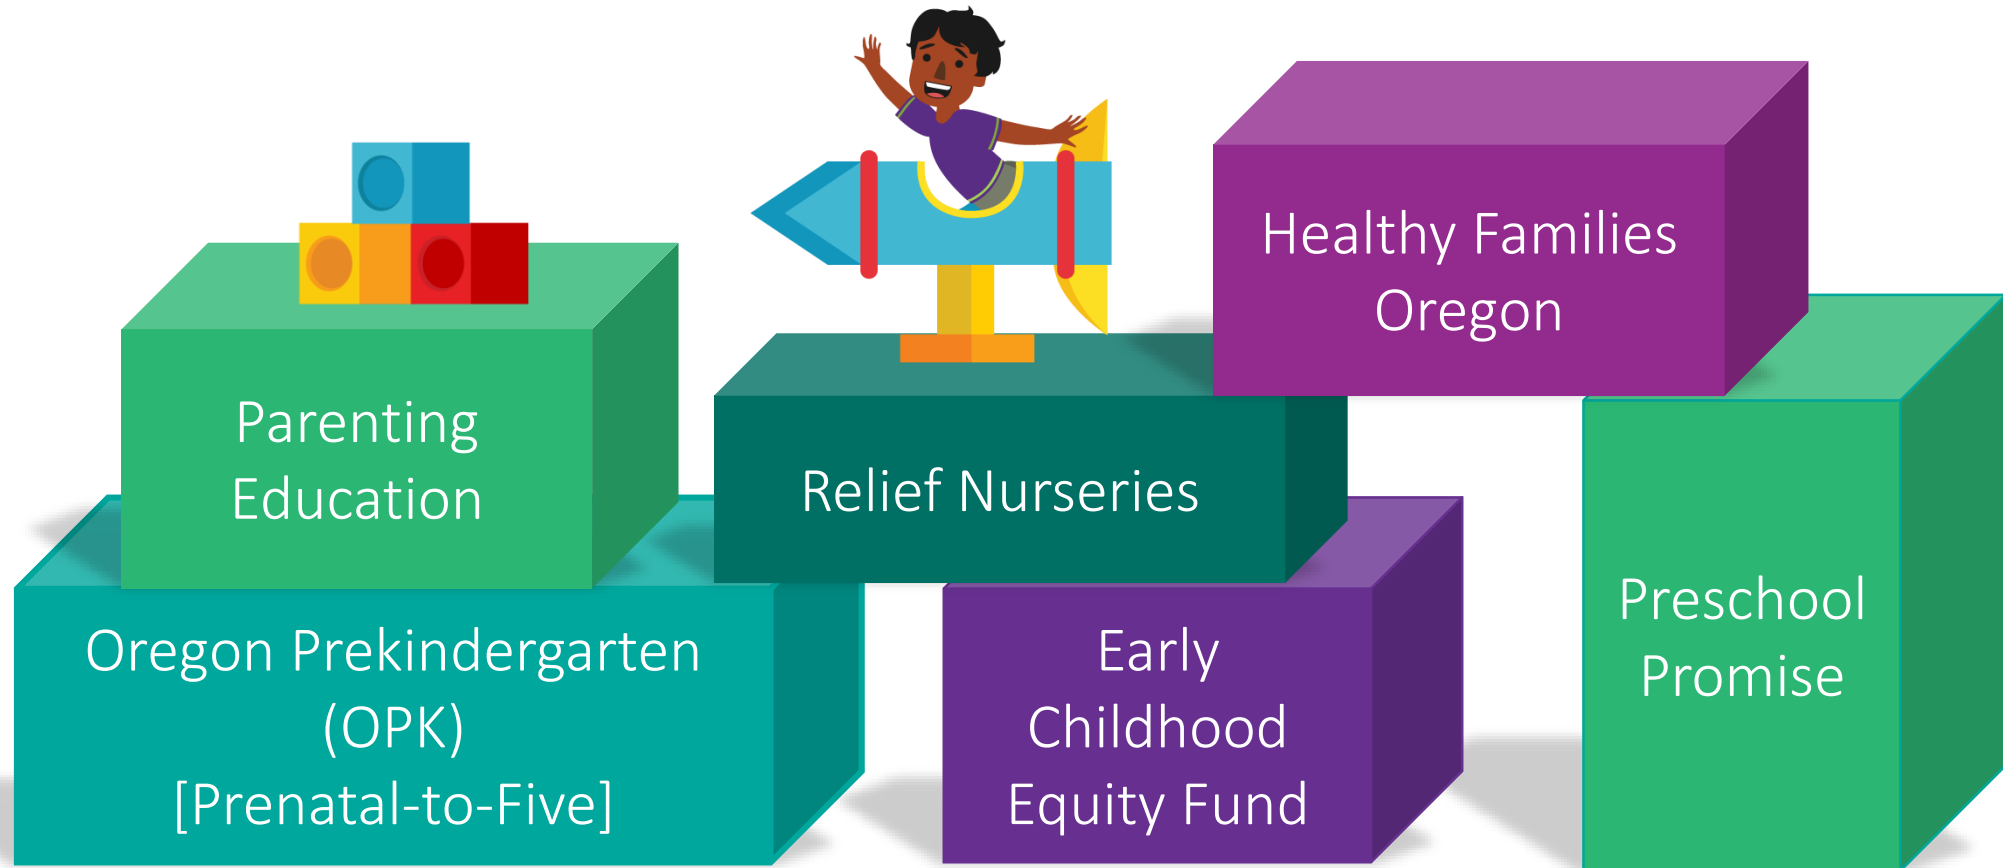 Healthy Families
Oregon
Parenting
Education
Relief Nurseries
Preschool
Promise
Oregon Prekindergarten
(OPK)
[Prenatal-to-Five]
Early
Childhood
Equity Fund